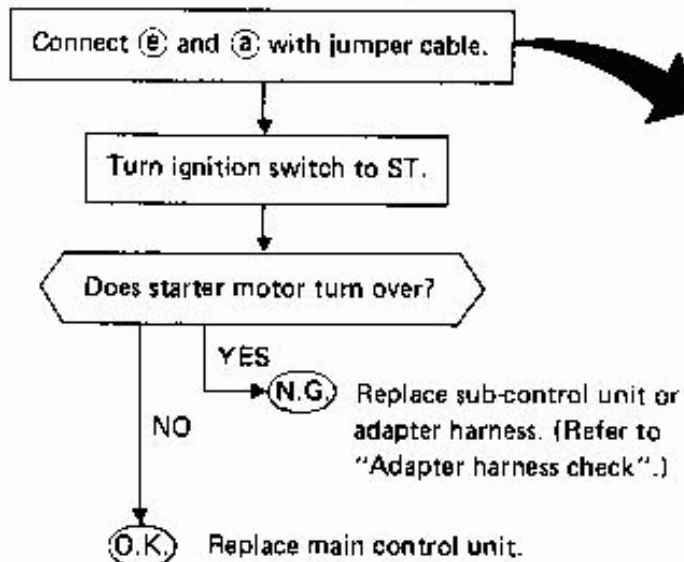 Connect ⓔ and ⓐ with jumper cable.
Turn ignition switch to ST.
Does starter motor turn over?
YES
N.G. Replace sub-control unit or
adapter harness. (Refer to
"Adapter harness check".)
NO
O.K. Replace main control unit.